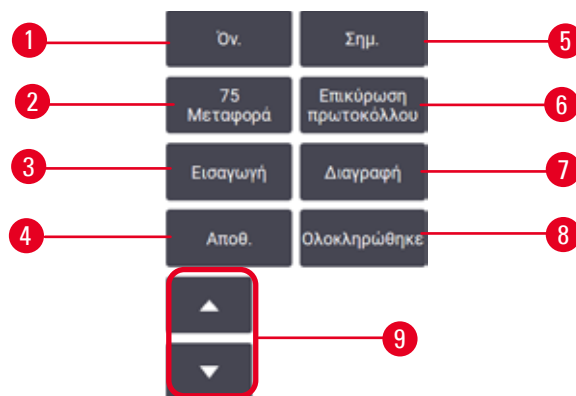 1
Όν.
Σημ.
5
2
75
Μεταφορά
Επικύρωση
πρωτοκόλλου
6
3
Εισαγωγή
Διαγραφή
7
4
Αποθ.
Ολοκληρώθηκε
8
9